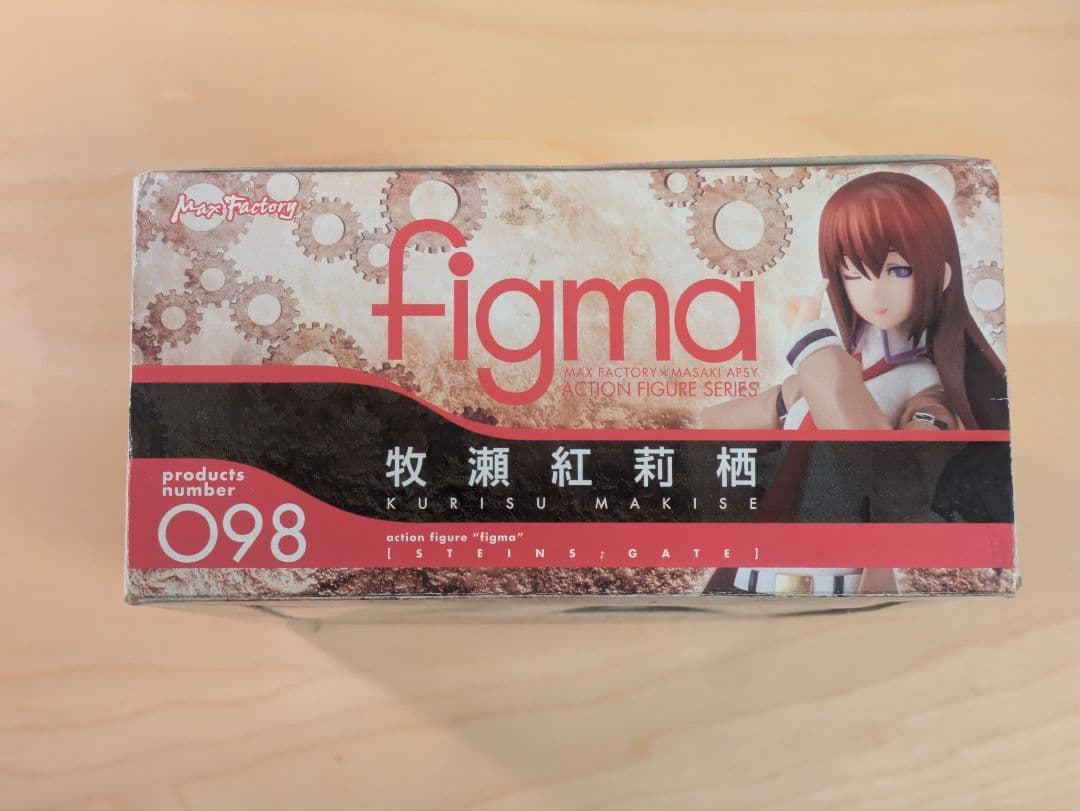 Max Factory
figma
MAX FACTORY × MASAKI APSY
ACTION FIGURE SERIES
牧瀬紅莉栖
KURISU MAKISE
products
number
098
action figure "figma"
[STEINS;GATE]